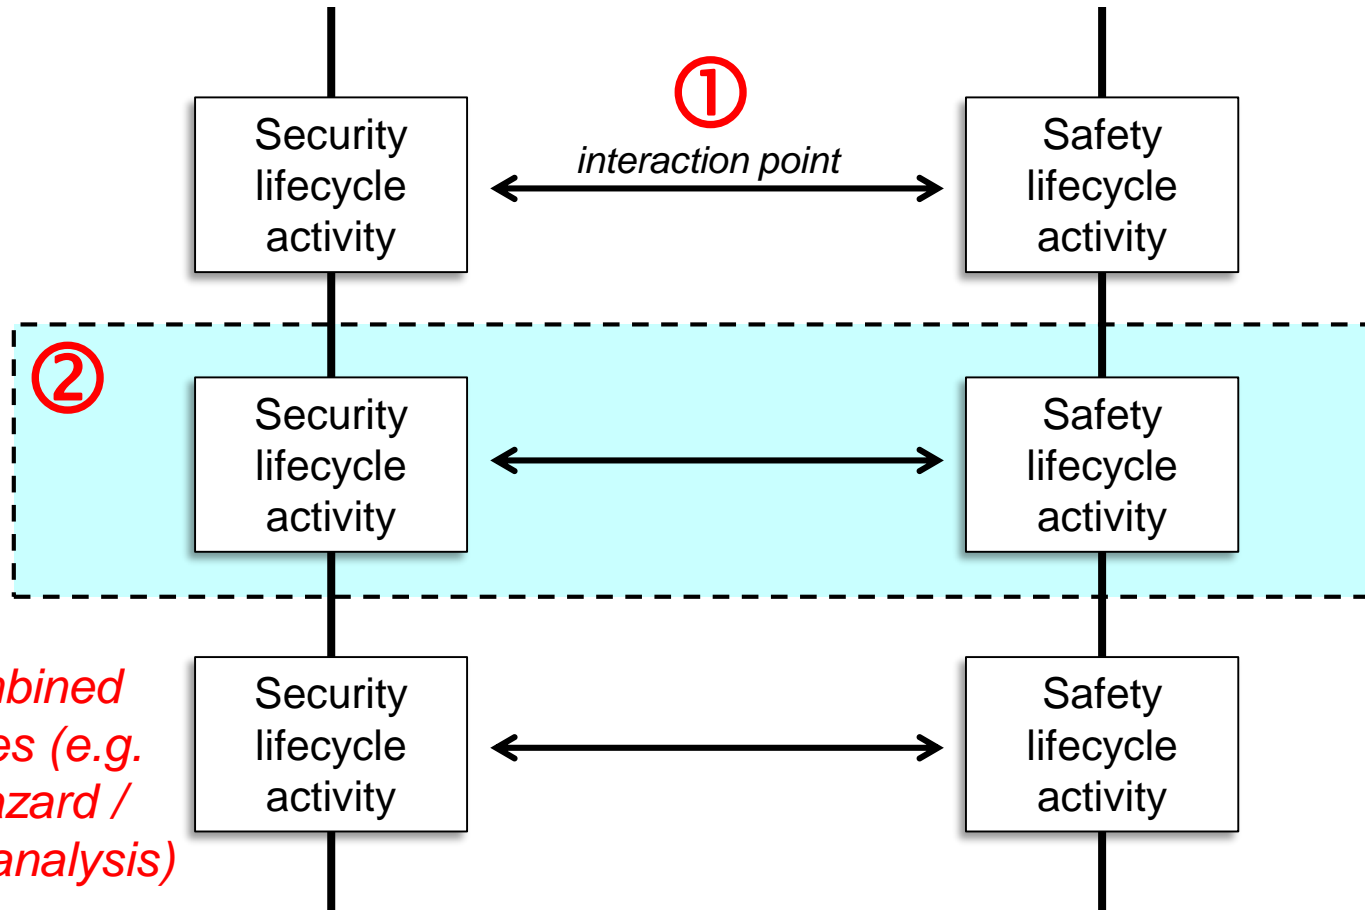 ①
interaction point
Security
lifecycle
activity
Safety
lifecycle
activity
②
Security
lifecycle
activity
Safety
lifecycle
activity
Security
lifecycle
activity
Safety
lifecycle
activity
(e.g.
/
analysis)